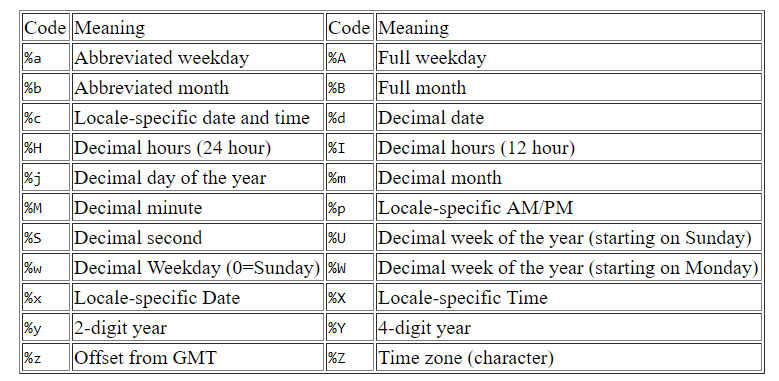 Code Meaning Code Meaning
%a Abbreviated weekday %A Full weekday
%b Abbreviated month %B Full month
%c Locale-specific date and time %d Decimal date
%H Decimal hours (24 hour) %I Decimal hours (12 hour)
%j Decimal day of the year %m Decimal month
%M Decimal minute %p Locale-specific AM/PM
%S Decimal second %U Decimal week of the year (starting on Sunday)
%w Decimal Weekday (0=Sunday) %W Decimal week of the year (starting on Monday)
%x Locale-specific Date %X Locale-specific Time
%y 2-digit year %Y 4-digit year
%z Offset from GMT %Z Time zone (character)